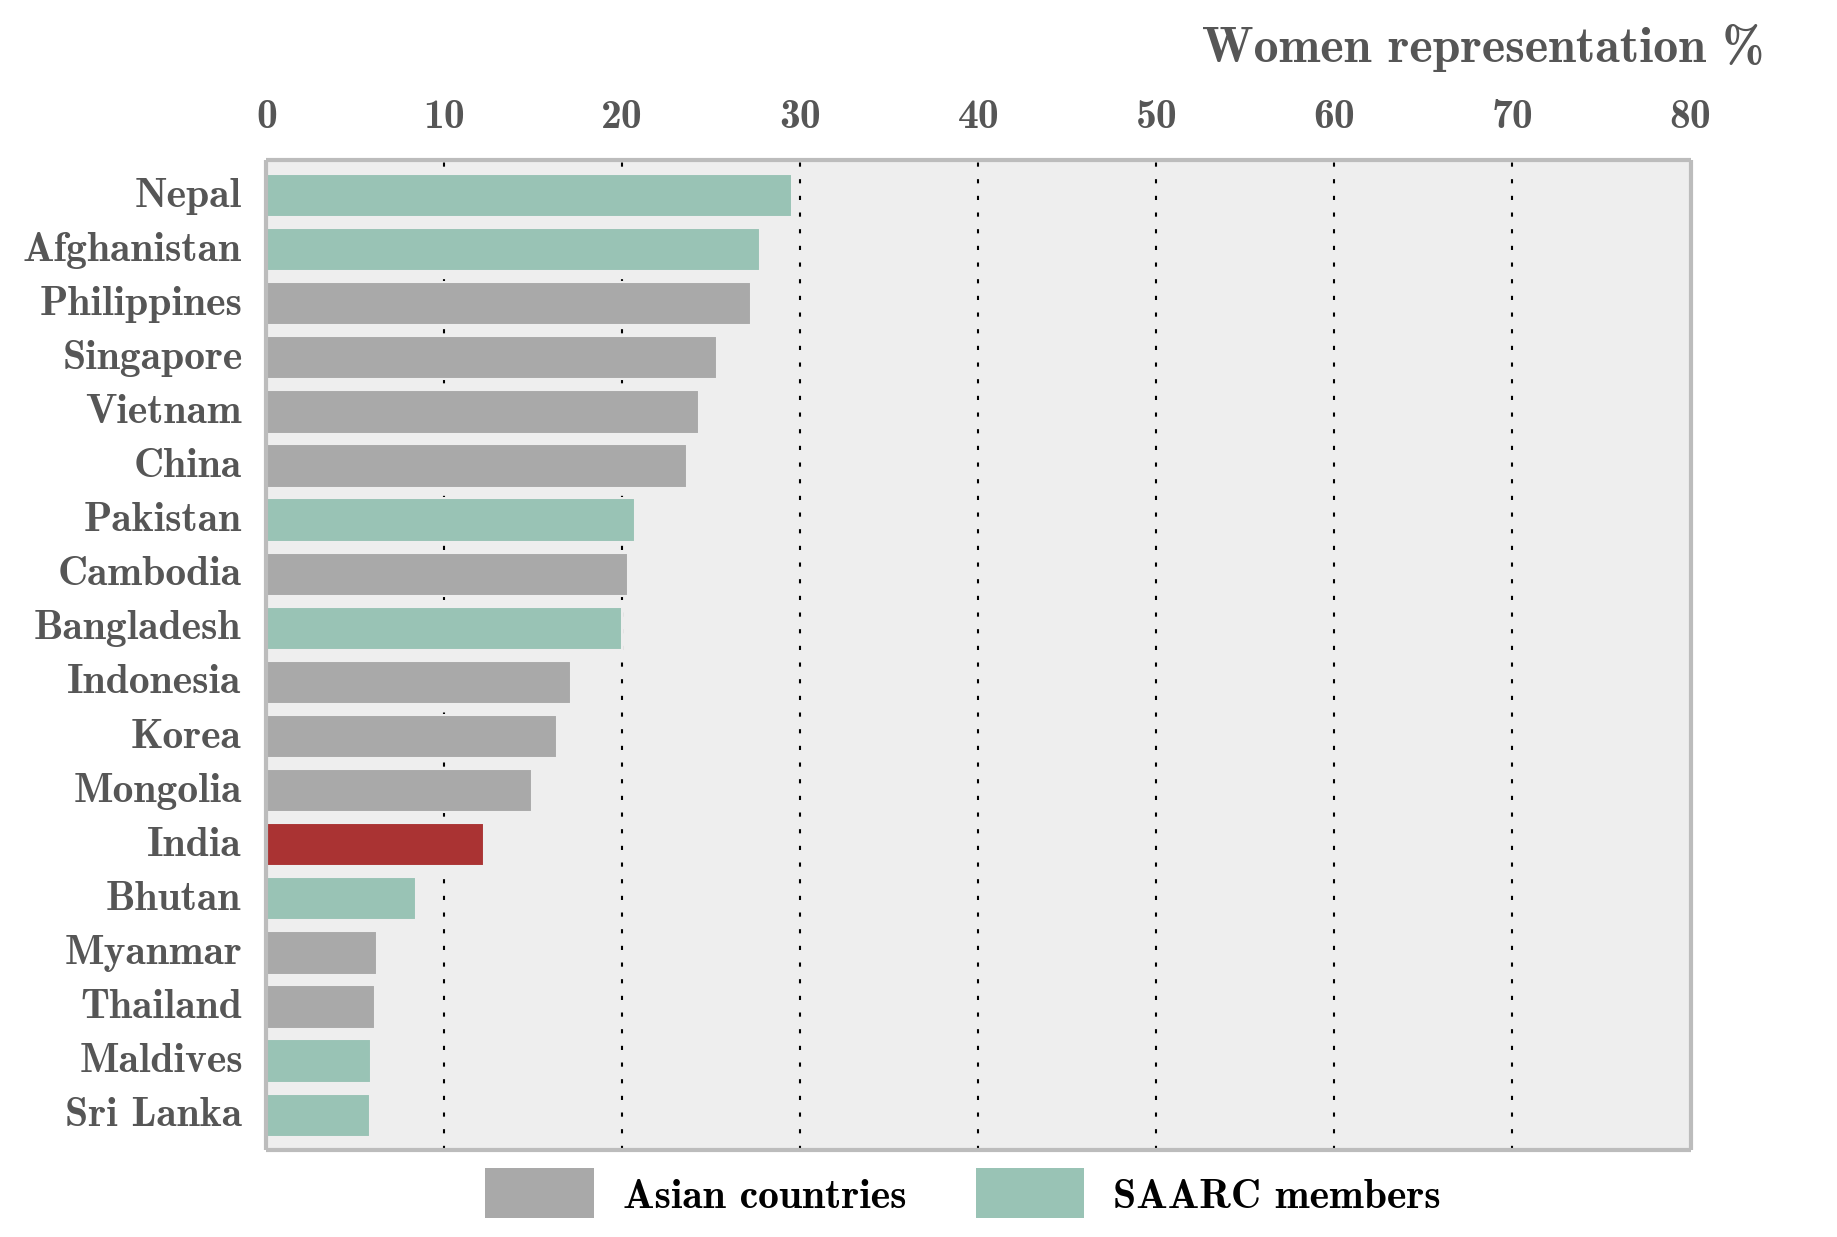 Women representation %
0 10 20 30 40 50 60 70 80
Nepal
Afghanistan
Philippines
Singapore
Vietnam
China
Pakistan
Cambodia
Bangladesh
Indonesia
Korea
Mongolia
India
Bhutan
Myanmar
Thailand
Maldives
Sri Lanka
Asian countries SAARC members